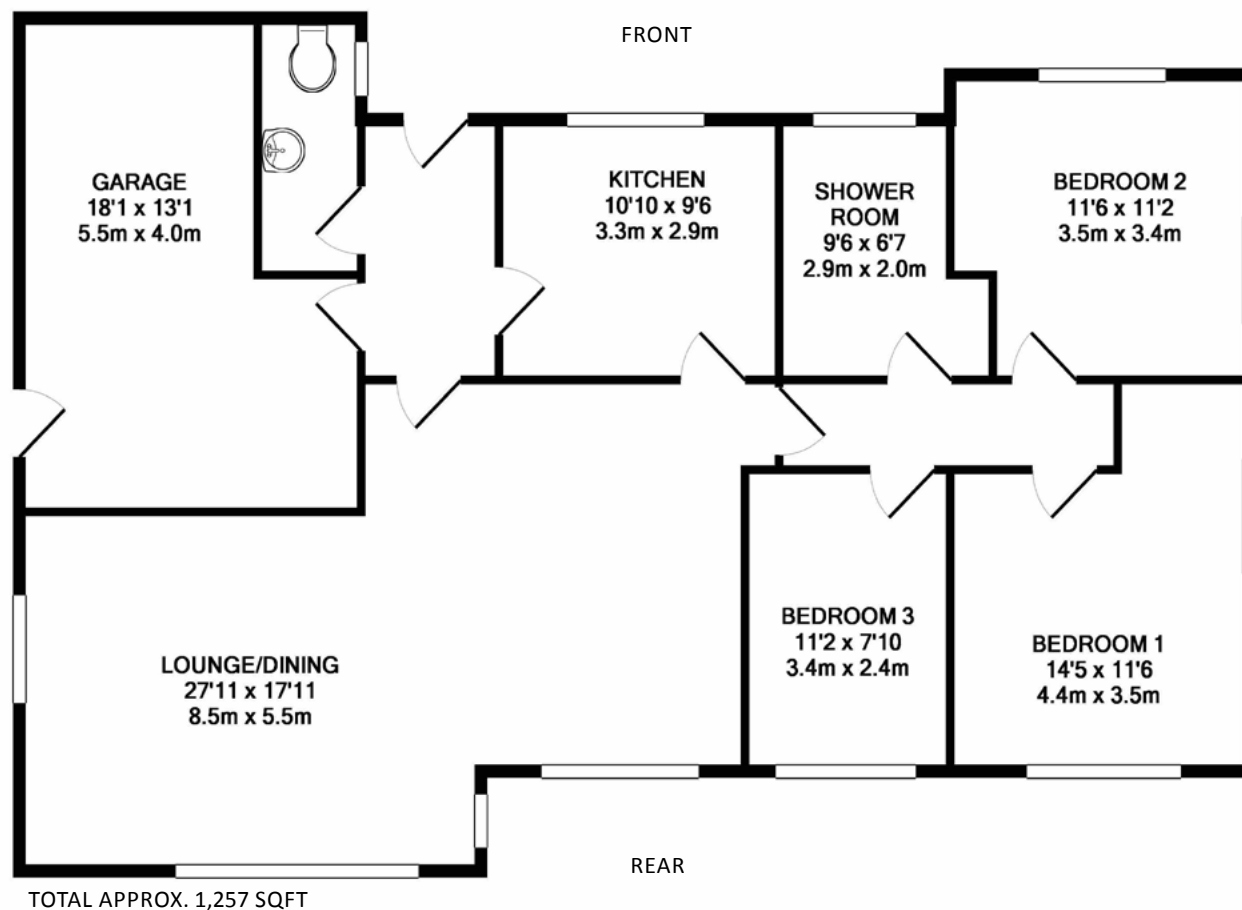 FRONT
GARAGE
18'1 x 13'1
5.5m x 4.0m
KITCHEN
10'10 x 9'6
3.3m x 2.9m
SHOWER
ROOM
9'6 x 6'7
2.9m x 2.0m
BEDROOM 2
11'6 x 11'2
3.5m x 3.4m
LOUNGE/DINING
27'11 x 17'11
8.5m x 5.5m
BEDROOM 3
11'2 x 7'10
3.4m x 2.4m
BEDROOM 1
14'5 x 11'6
4.4m x 3.5m
REAR
TOTAL APPROX. 1,257 SQFT